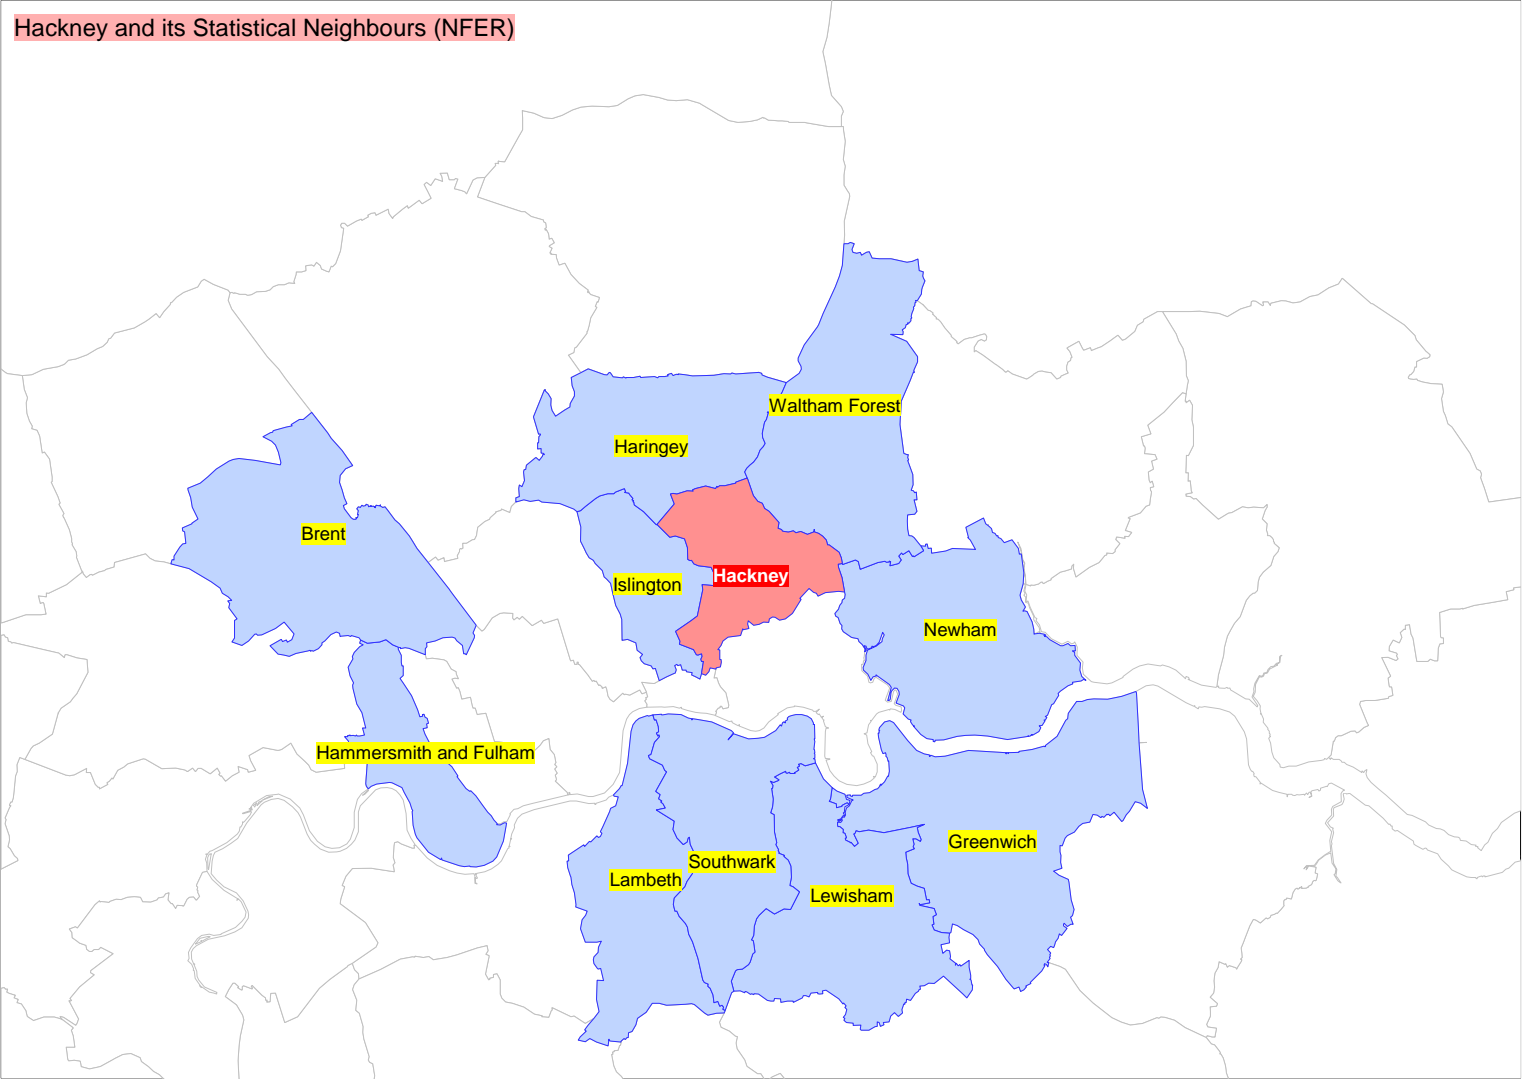 Hackney and its Statistical Neighbours (NFER)
Waltham Forest
Haringey
Brent
Hackney
Islington
Newham
Hammersmith and Fulham
Greenwich
Southwark
Lambeth
Lewisham